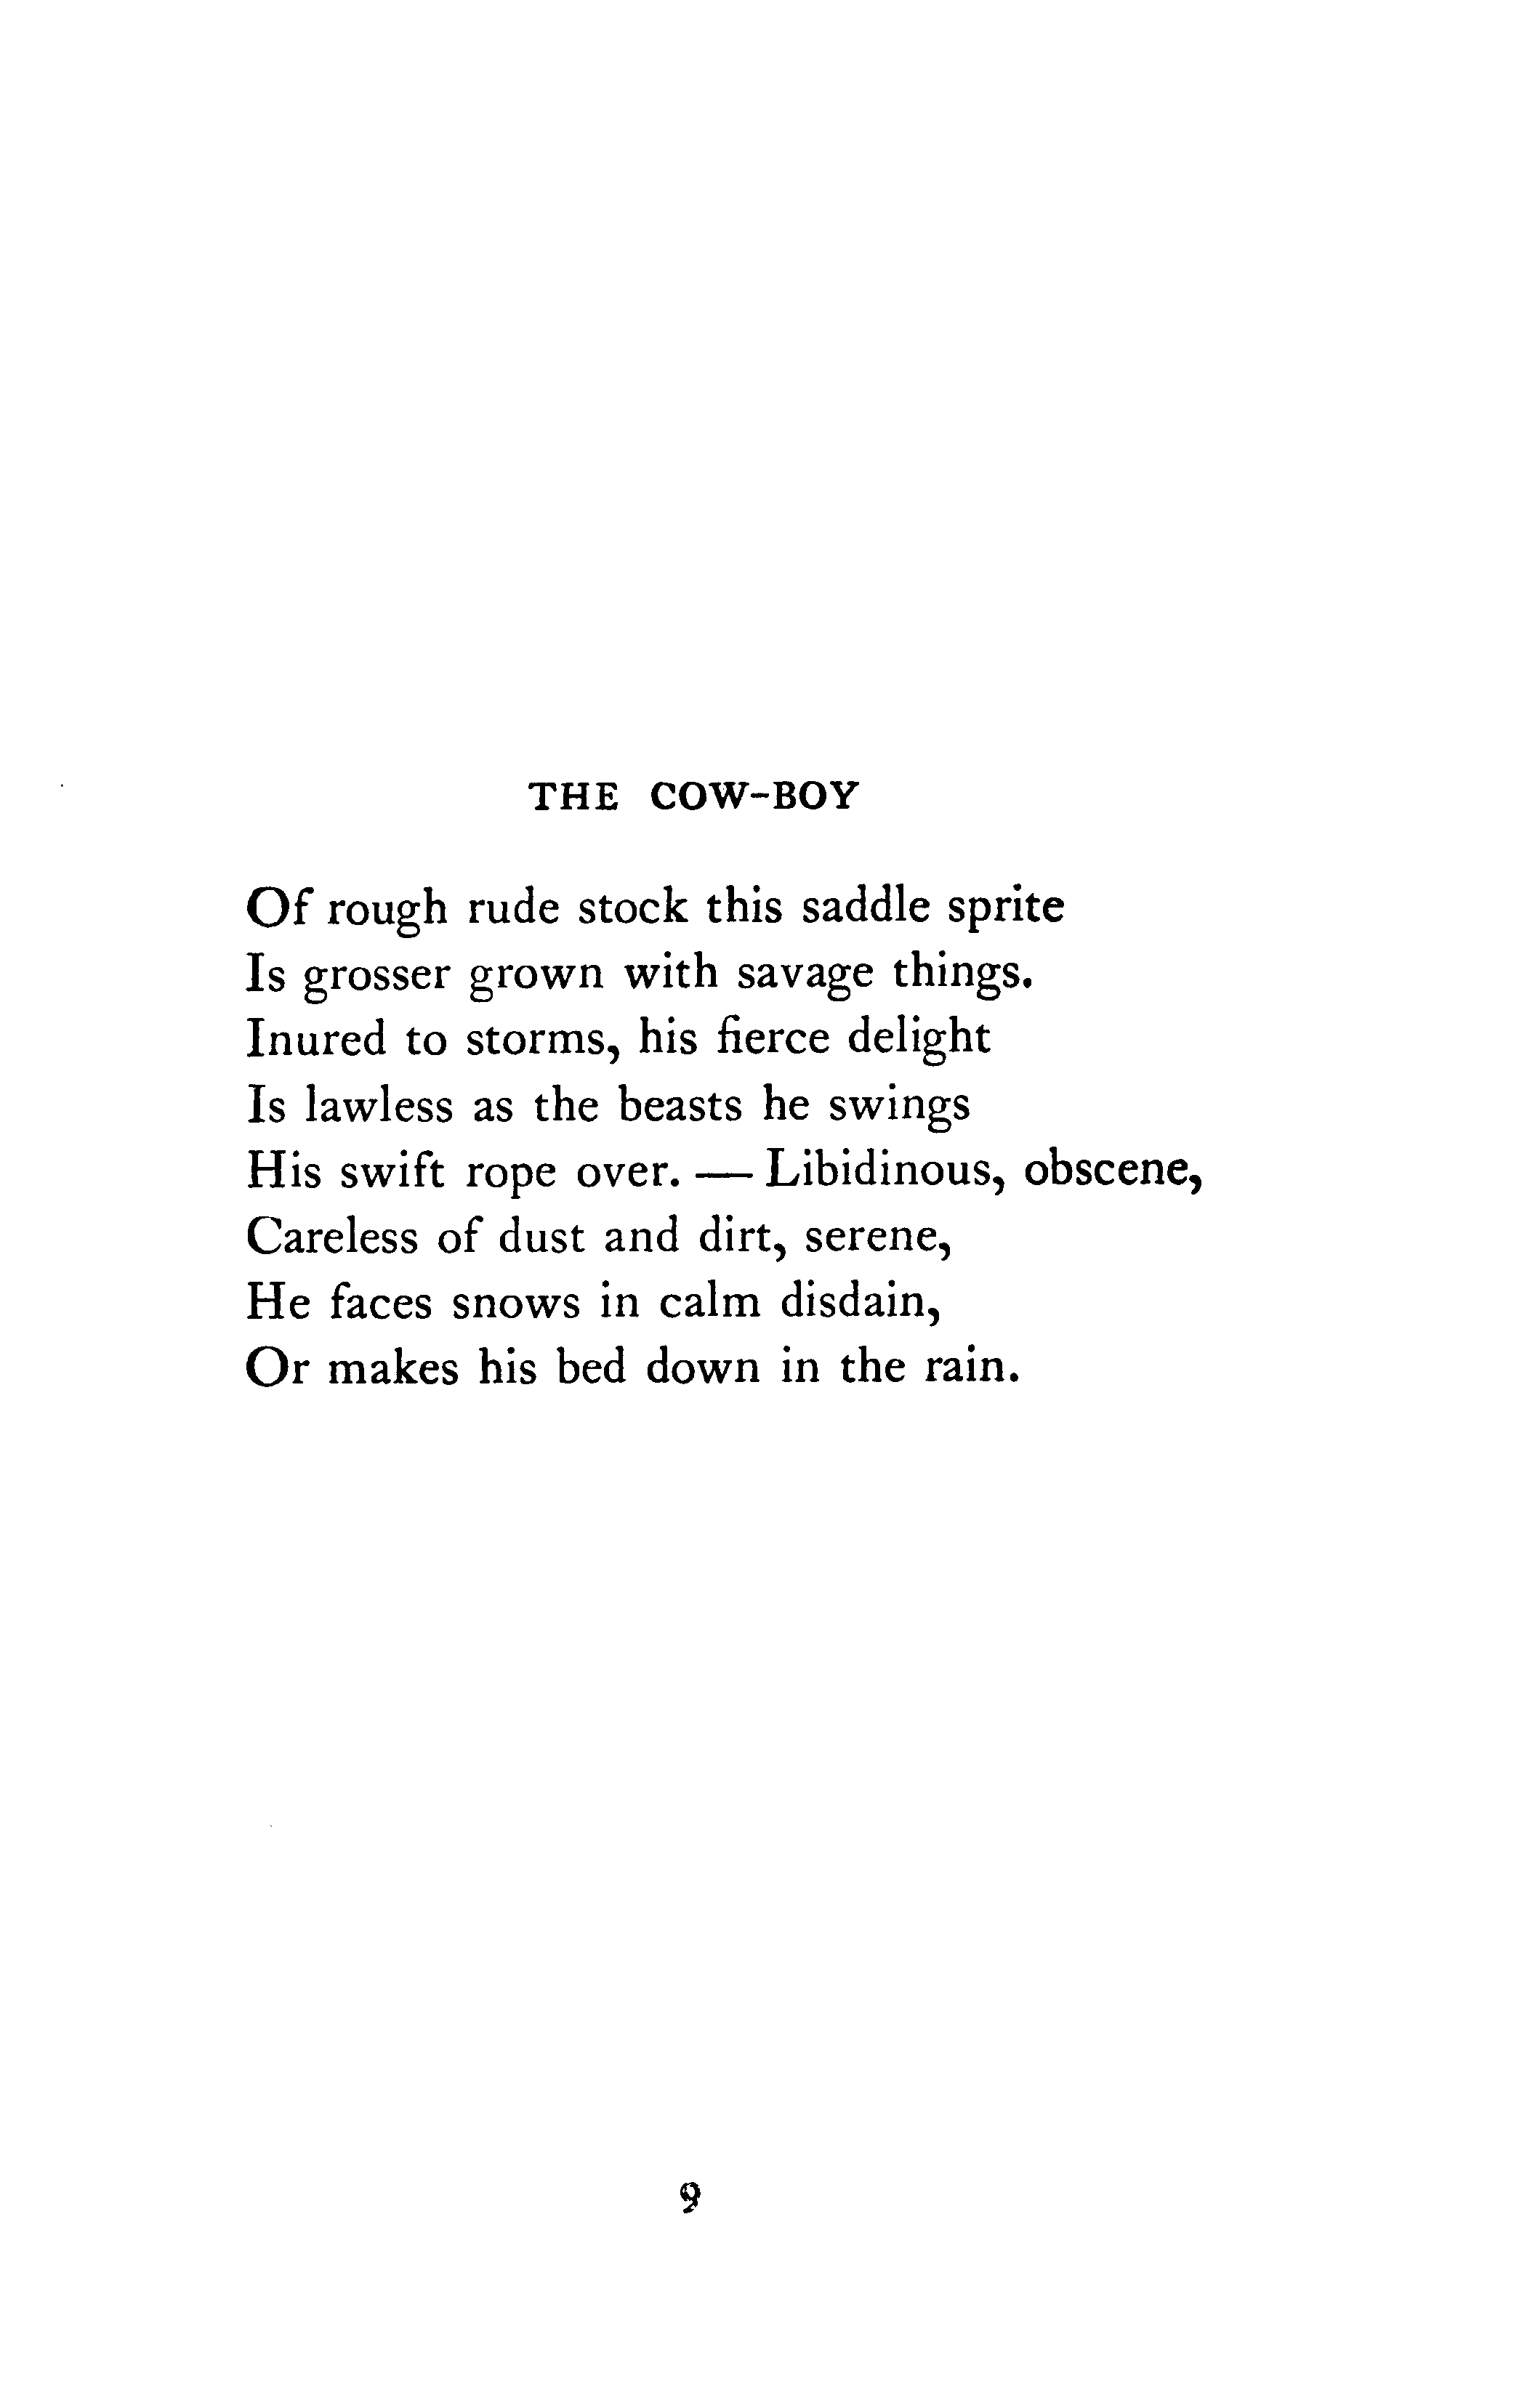 THE COW-BOY
Of rough rude stock this saddle sprite
Is grosser grown with savage things.
Inured to storms, his fierce delight
Is lawless as the beasts he swings
His swift rope over. — Libidinous, obscene,
Careless of dust and dirt, serene,
He faces snows in calm disdain,
Or makes his bed down in the rain.
9